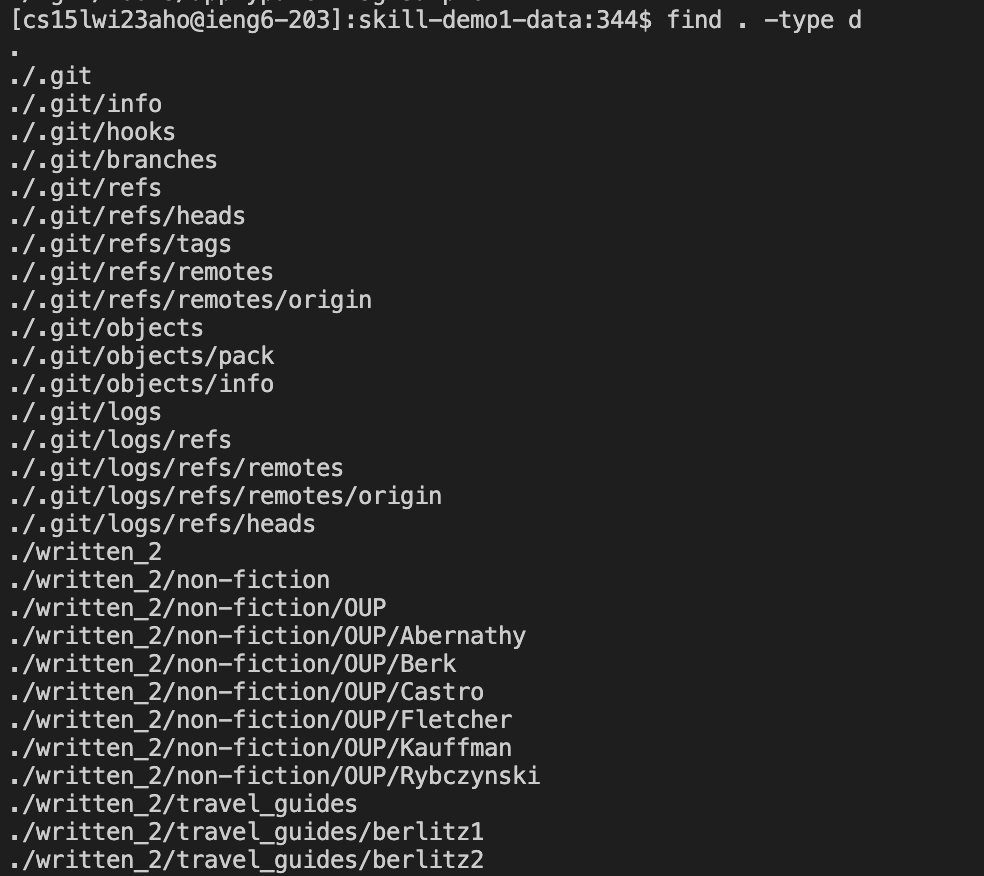 [cs15lwi23aho@ieng6-203]:skill-demo1-data:344$ find . -type d
.
./.git
./.git/info
./.git/hooks
./.git/branches
./.git/refs
./.git/refs/heads
./.git/refs/tags
./.git/refs/remotes
./.git/refs/remotes/origin
./.git/objects
./.git/objects/pack
./.git/objects/info
./.git/logs
./.git/logs/refs
./.git/logs/refs/remotes
./.git/logs/refs/remotes/origin
./.git/logs/refs/heads
./written_2
./written_2/non-fiction
./written_2/non-fiction/OUP
./written_2/non-fiction/OUP/Abernathy
./written_2/non-fiction/OUP/Berk
./written_2/non-fiction/OUP/Castro
./written_2/non-fiction/OUP/Fletcher
./written_2/non-fiction/OUP/Kauffman
./written_2/non-fiction/OUP/Rybczynski
./written_2/travel_guides
./written_2/travel_guides/berlitz1
./written_2/travel_guides/berlitz2